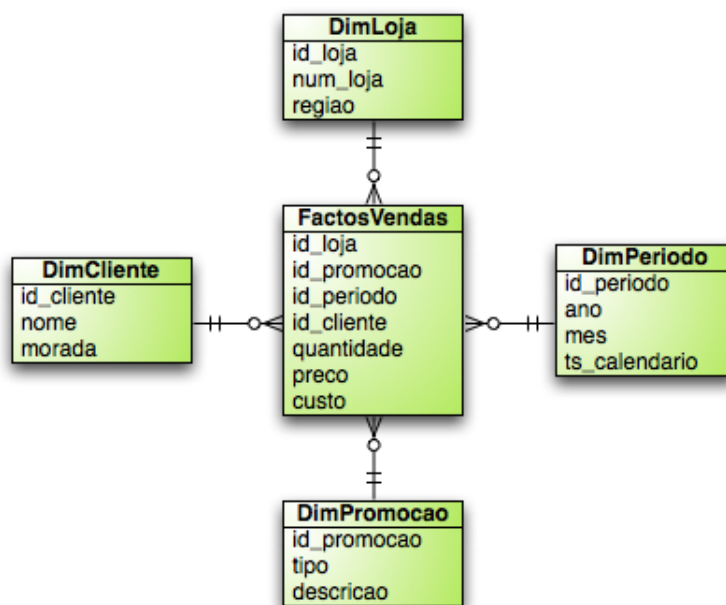 DimLoja
id_loja
num_loja
regiao
FactosVendas
id_loja
id_promocao
id_periodo
id_cliente
quantidade
preco
custo
DimCliente
id_cliente
nome
morada
DimPeriodo
id_periodo
ano
mes
ts_calendario
DimPromocao
id_promocao
tipo
descricao